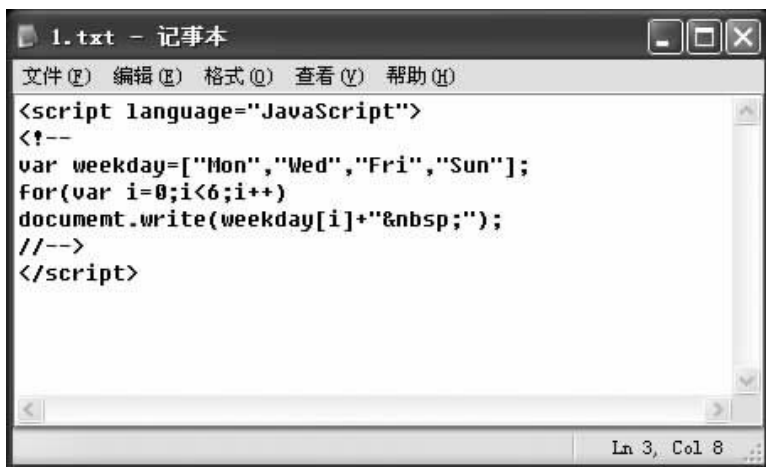 1.txt - 记事本
文件(F) 编辑(E) 格式(O) 查看(V) 帮助(H)
<script language="JavaScript">
<!--
var weekday=["Mon","Wed","Fri","Sun"];
for(var i=0;i<6;i++)
documemt.write(weekday[i]+"&nbsp;");
//-->
</script>
Ln 3, Col 8